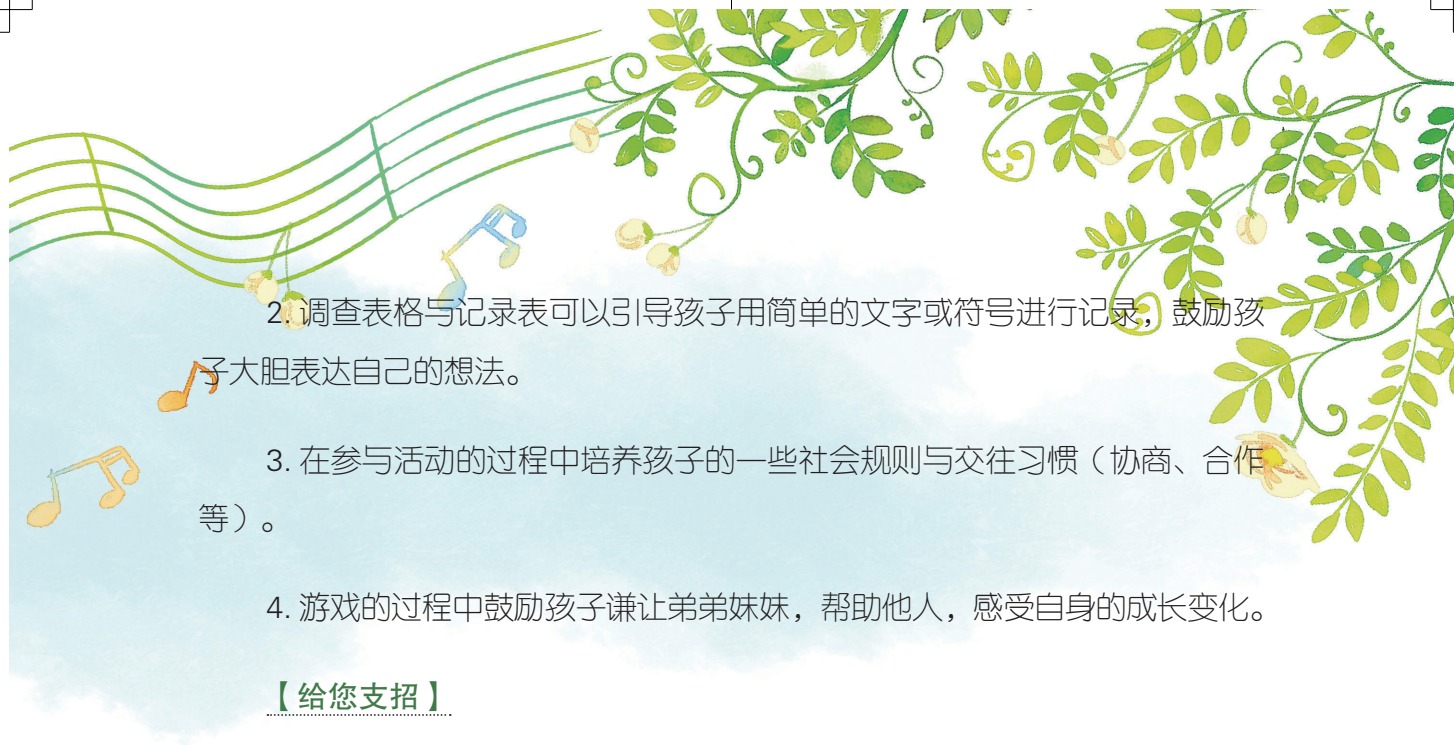 2. 调查表格与记录表可以引导孩子用简单的文字或符号进行记录，鼓励孩
子大胆表达自己的想法。
3. 在参与活动的过程中培养孩子的一些社会规则与交往习惯（协商、合作
等）。
4. 游戏的过程中鼓励孩子谦让弟弟妹妹，帮助他人，感受自身的成长变化。
【给您支招】